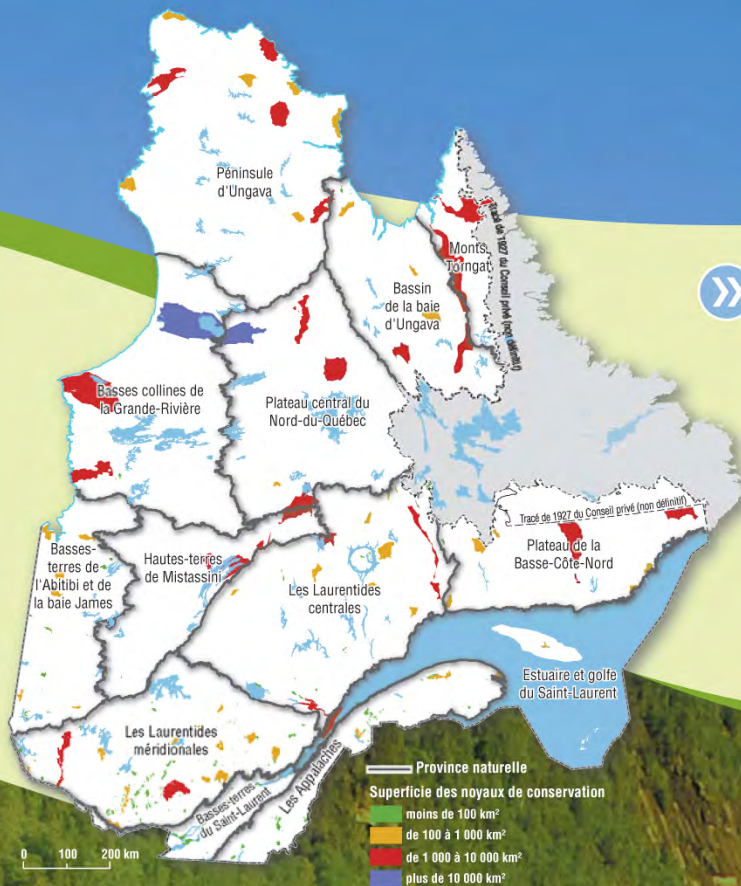 Péninsule
d'Ungava
Monts
Torngat
Tracé de 1927 du Conseil privé (non définitif)
Bassin
de la baie
d'Ungava
Basses collines de
la Grande-Rivière
Plateau central du
Nord-du-Québec
Tracé de 1927 du Conseil privé (non définitif)
Basses-
terres de
l'Abitibi et de
la baie James
Hautes-terres
de Mistassini
Les Laurentides
centrales
Plateau de la
Basse-Côte-Nord
Estuaire et golfe
du Saint-Laurent
Les Laurentides
méridionales
Basses-terres
du Saint-Laurent
Les Appalaches
Province naturelle
Superficie des noyaux de conservation
moins de 100 km²
de 100 à 1 000 km²
de 1 000 à 10 000 km²
plus de 10 000 km²
0 100 200 km